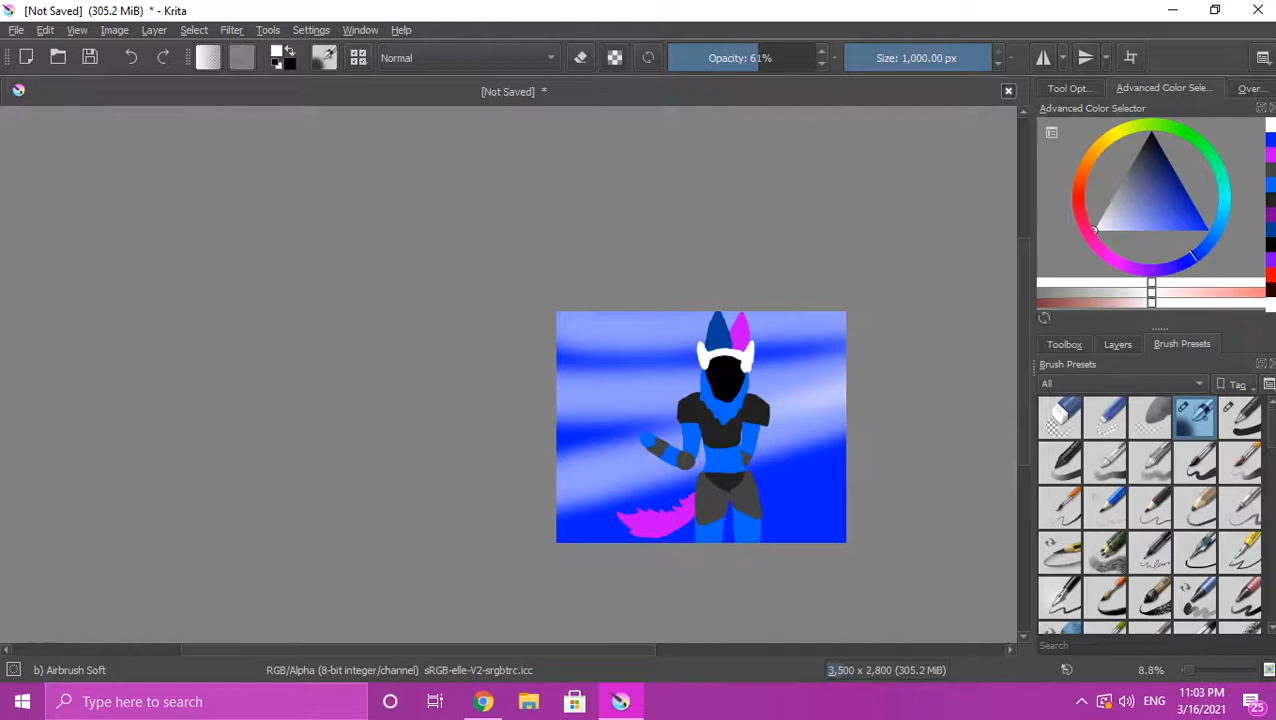 [Not Saved]  (305.2 MiB)  * - Krita
File Edit View Image Layer Filter Tools Settings Window Help
Normal
Opacity: 61%
Size: 1,000.00 px
[Not Saved]  *
Tool Opt... Advanced Color Sele... Over...
Advanced Color Selector
Toolbox Layers Brush Presets
Brush Presets
All
Tag
Search
b) Airbrush Soft
RGB/Alpha (8-bit integer/channel)  sRGB-elle-V2-srgbtrc.icc
3,500 x 2,800 (305.2 MiB)
8.8%
Type here to search
ENG
11:03 PM
3/16/2021
25